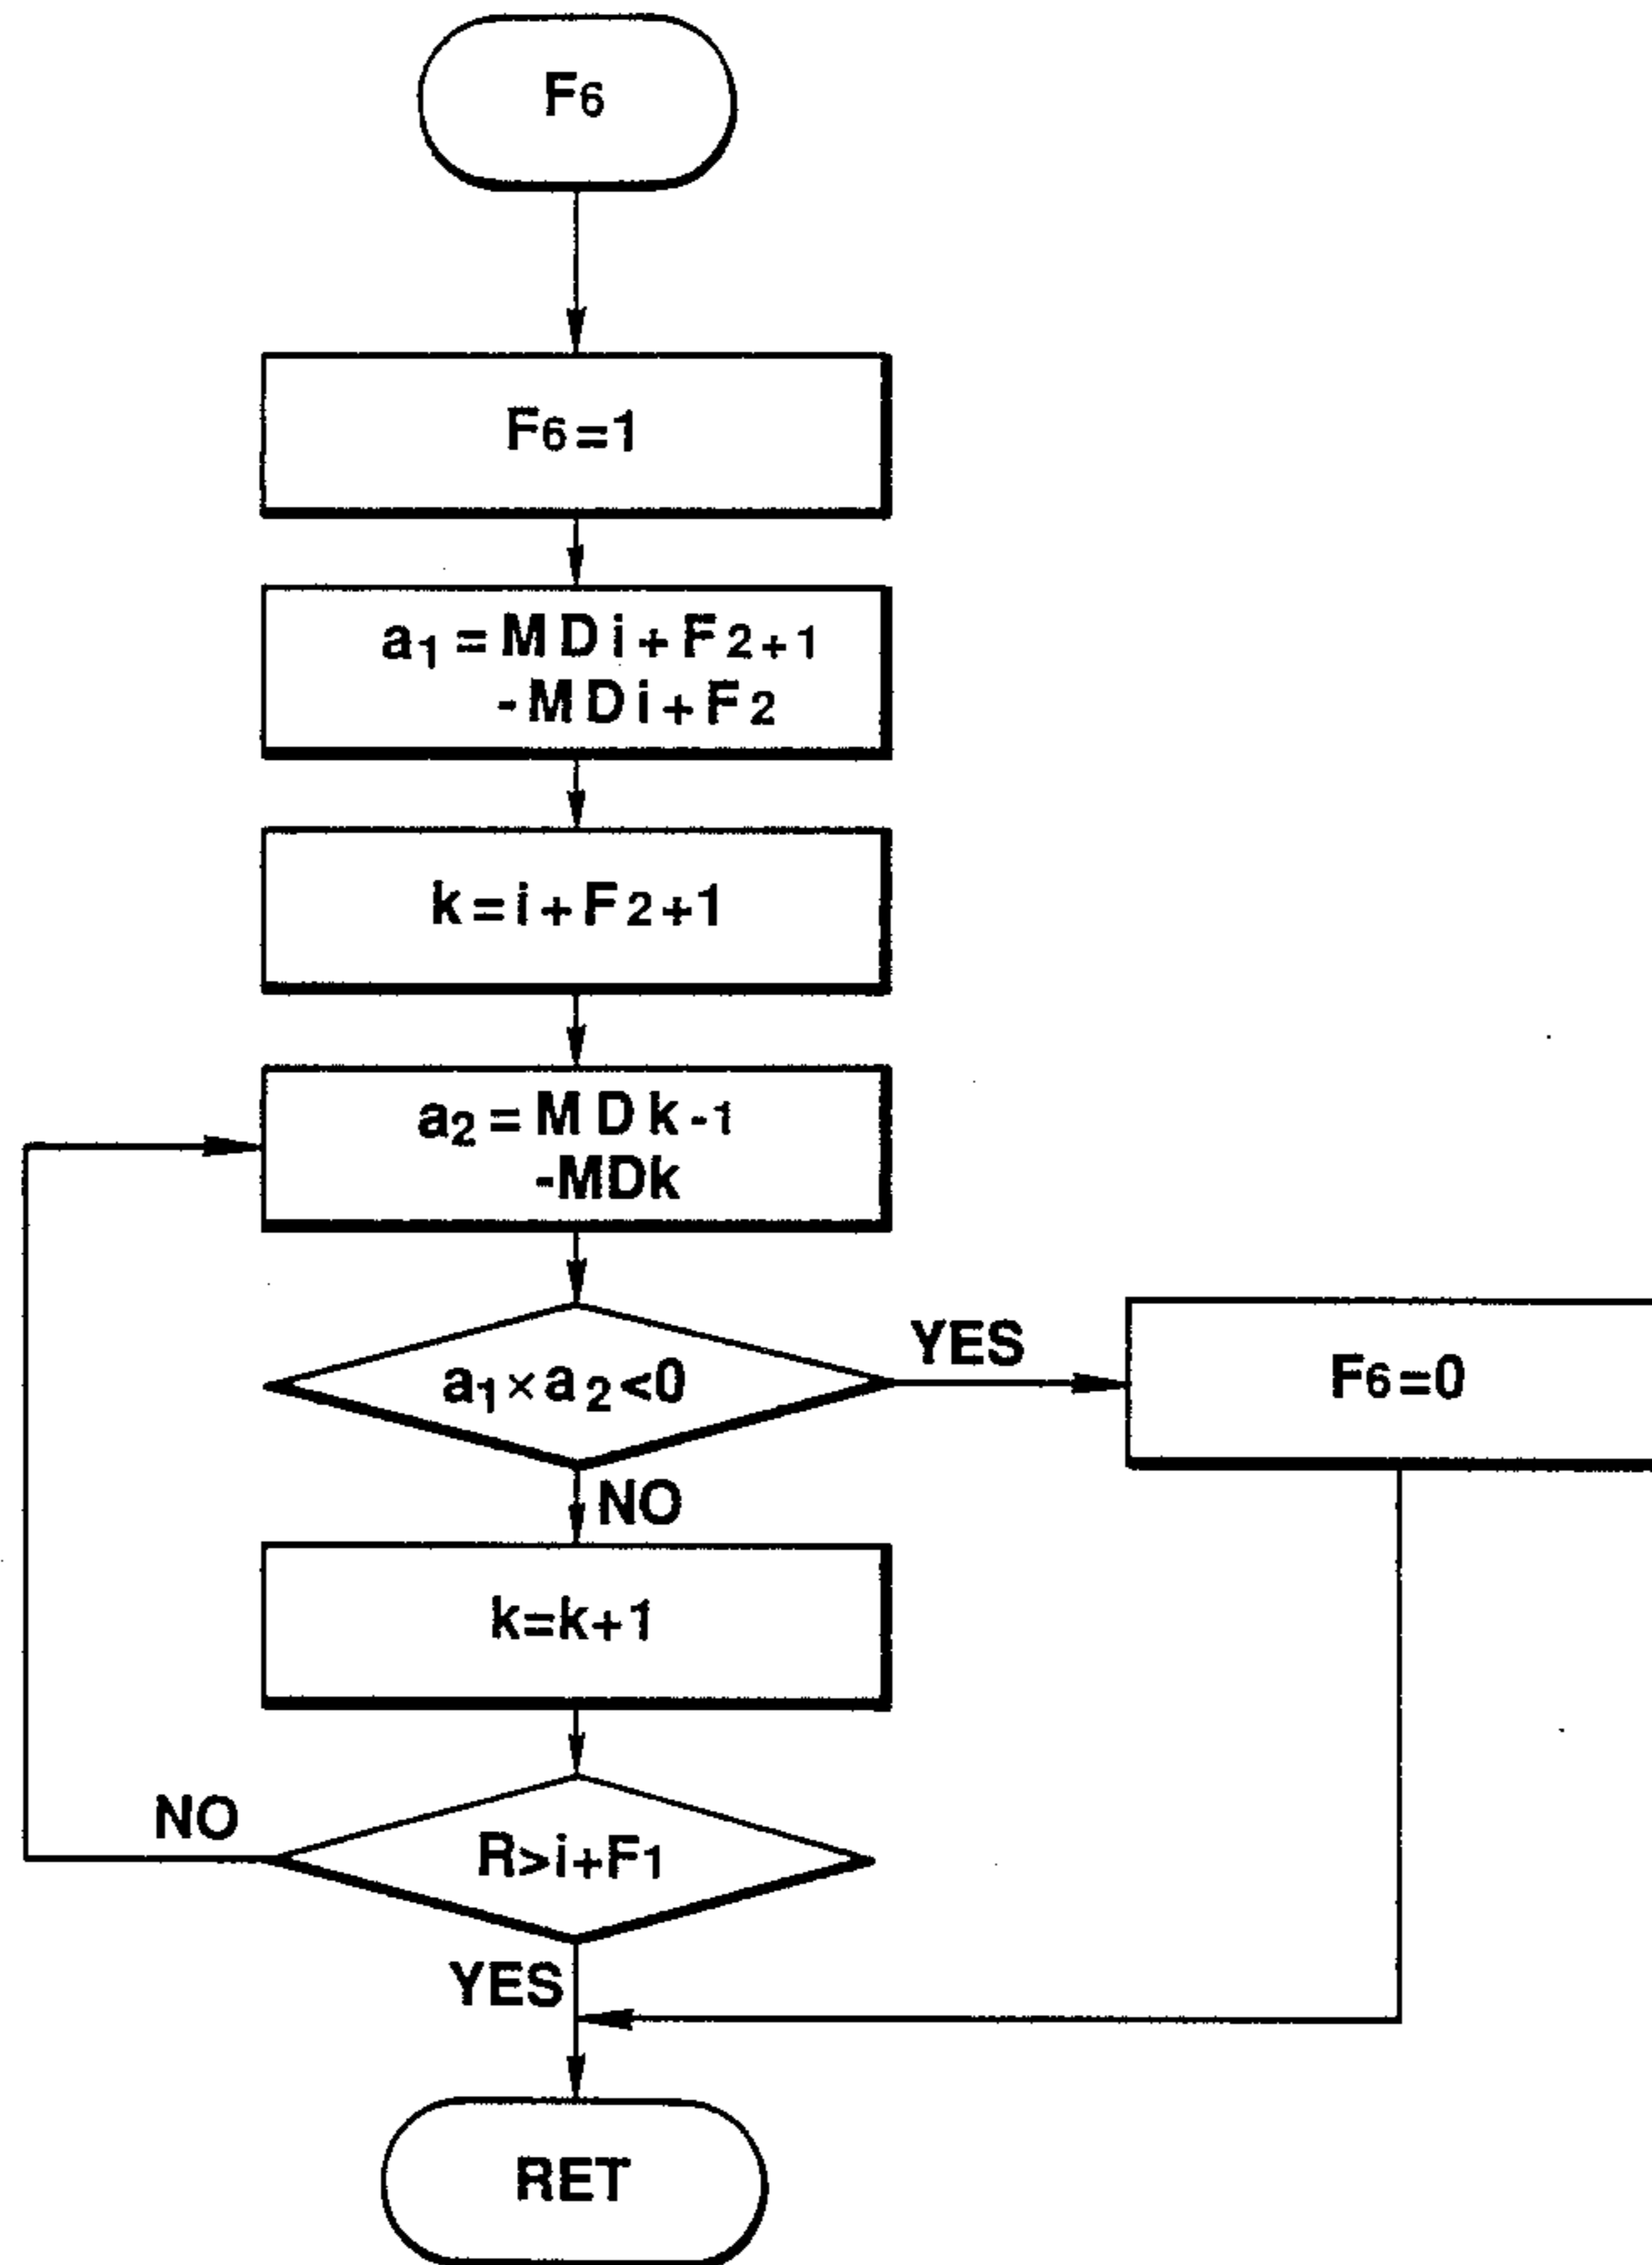 F6
F6=1
a1=MDi+F2+1
-MDi+F2
k=i+F2+1
a2=MDk-1
-MDk
a1×a2<0
YES
F6=0
NO
k=k+1
NO
R>i+F1
YES
RET